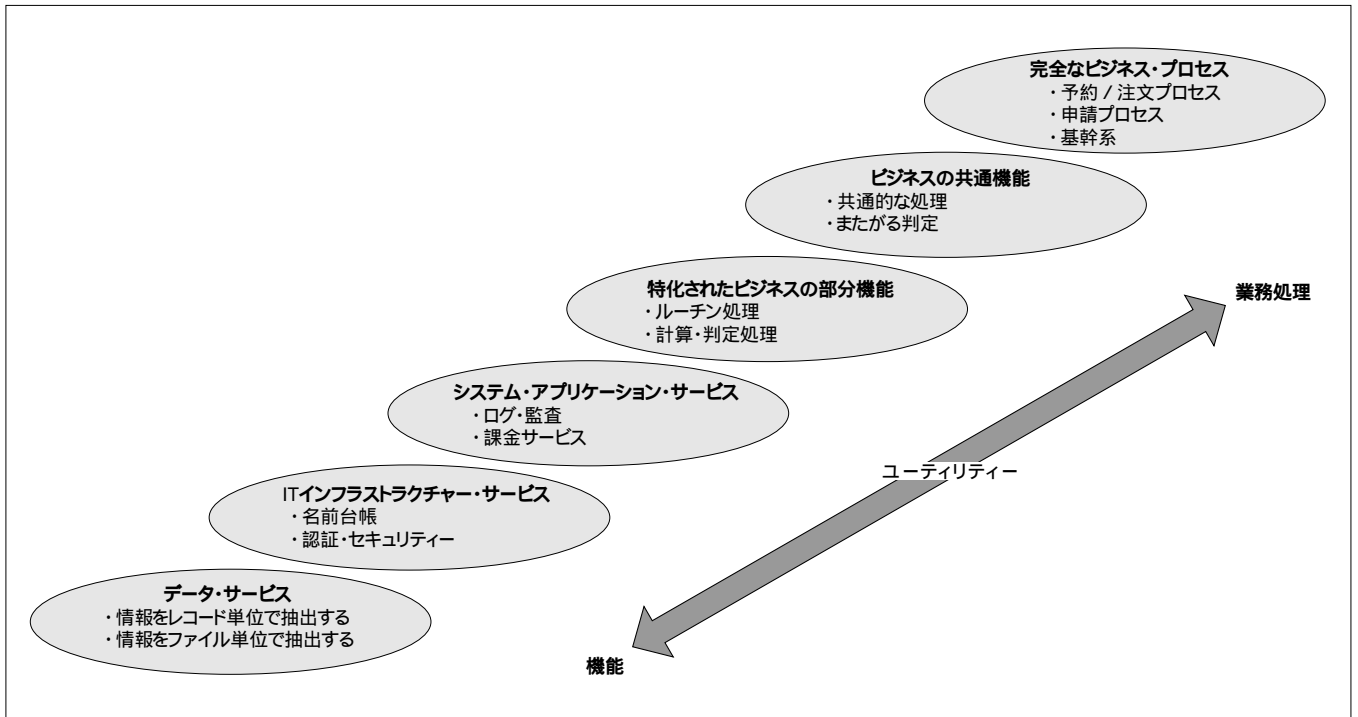 完全なビジネス・プロセス
・予約 / 注文プロセス
・申請プロセス
・基幹系
ビジネスの共通機能
・共通的な処理
・またがる判定
特化されたビジネスの部分機能
・ルーチン処理
・計算・判定処理
業務処理
システム・アプリケーション・サービス
・ログ・監査
・課金サービス
ユーティリティー
ITインフラストラクチャー・サービス
・名前台帳
・認証・セキュリティー
データ・サービス
・情報をレコード単位で抽出する
・情報をファイル単位で抽出する
機能